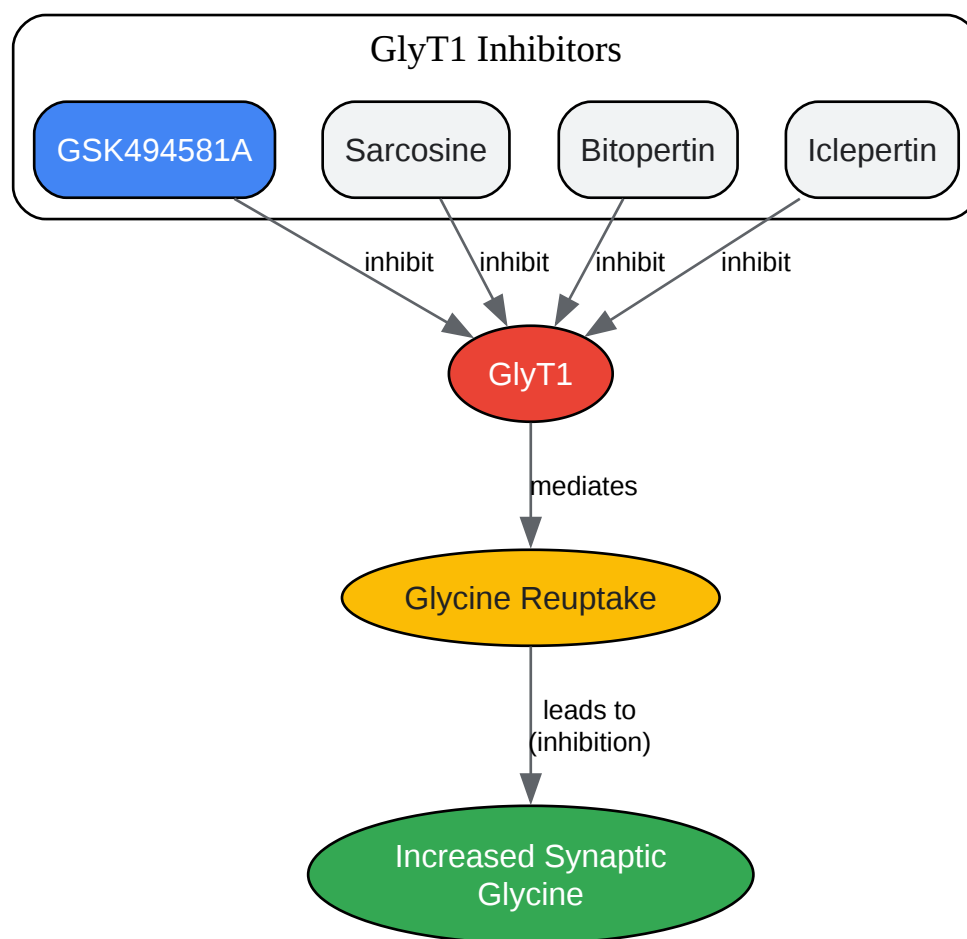 GlyT1 Inhibitors
GSK494581A
Sarcosine
Bitopertin
Iclepertin
inhibit
inhibit
inhibit
inhibit
GlyT1
mediates
Glycine Reuptake
leads to
(inhibition)
Increased Synaptic
Glycine